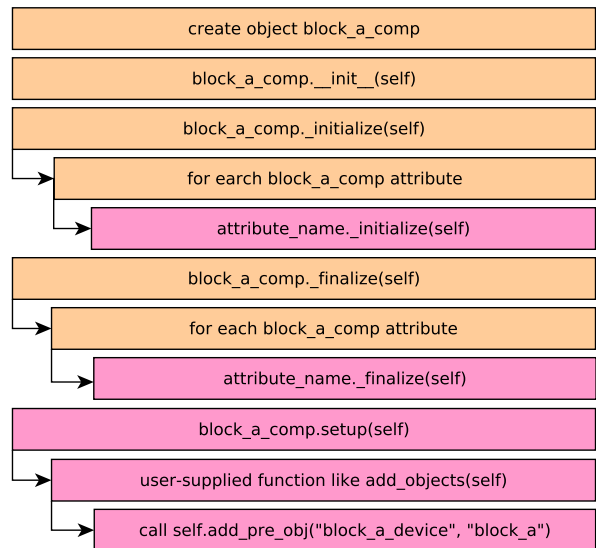 create object block_a_comp
block_a_comp.__init__(self)
block_a_comp._initialize(self)
for earch block_a_comp attribute
attribute_name._initialize(self)
block_a_comp._finalize(self)
for each block_a_comp attribute
attribute_name._finalize(self)
block_a_comp.setup(self)
user-supplied function like add_objects(self)
call self.add_pre_obj("block_a_device", "block_a")